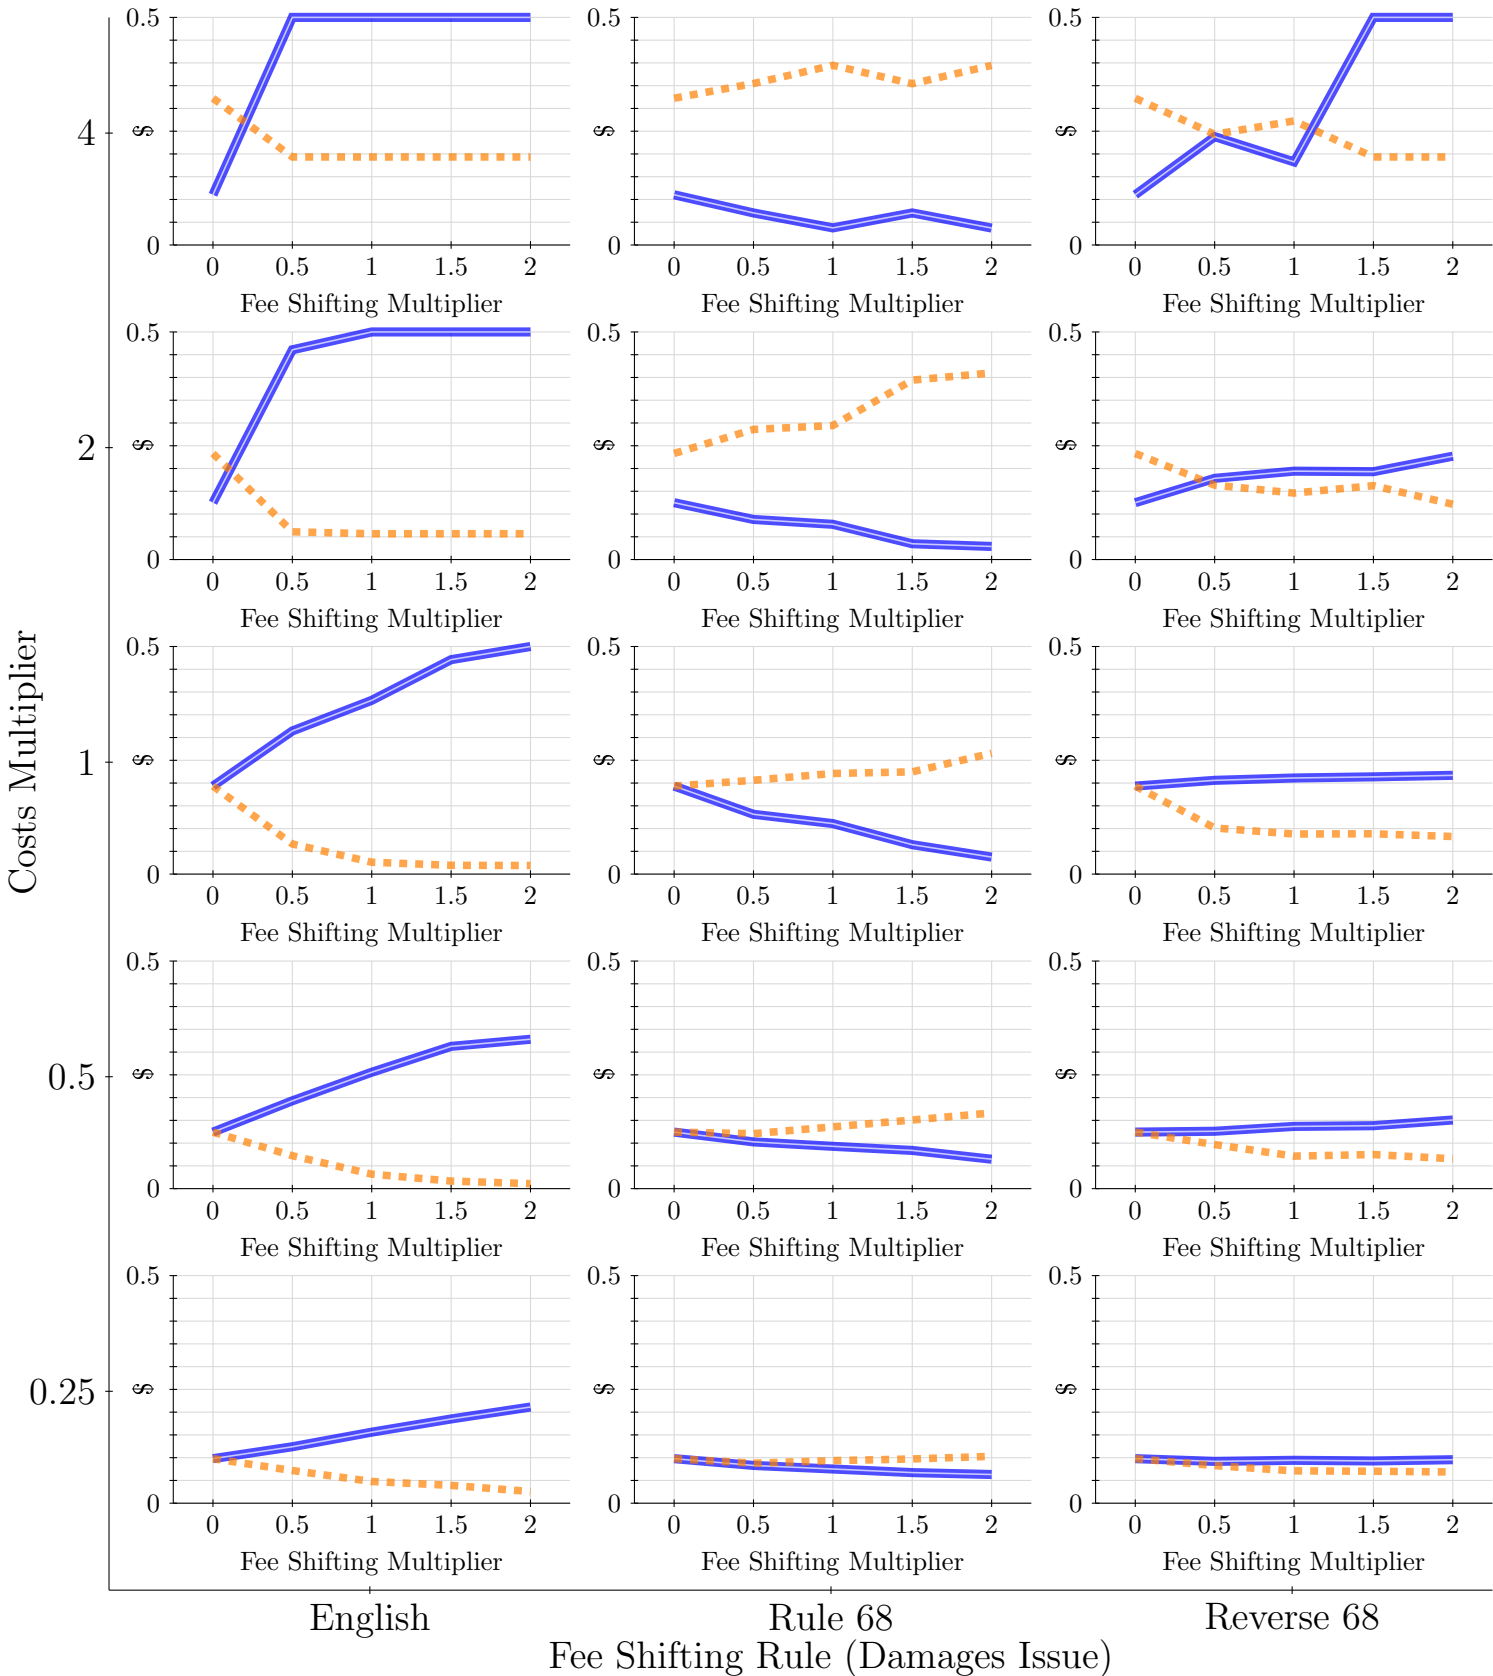 0.5 0.5 0.5
4 $ $ $
0 0 0
0 0.5 1 1.5 2 0 0.5 1 1.5 2 0 0.5 1 1.5 2
Fee Shifting Multiplier Fee Shifting Multiplier Fee Shifting Multiplier
0.5 0.5 0.5
2 $ $ $
0 0 0
0 0.5 1 1.5 2 0 0.5 1 1.5 2 0 0.5 1 1.5 2
Fee Shifting Multiplier Fee Shifting Multiplier Fee Shifting Multiplier
Costs Multiplier
0.5 0.5 0.5
1 $ $ $
0 0 0
0 0.5 1 1.5 2 0 0.5 1 1.5 2 0 0.5 1 1.5 2
Fee Shifting Multiplier Fee Shifting Multiplier Fee Shifting Multiplier
0.5 0.5 0.5
0.5 $ $ $
0 0 0
0 0.5 1 1.5 2 0 0.5 1 1.5 2 0 0.5 1 1.5 2
Fee Shifting Multiplier Fee Shifting Multiplier Fee Shifting Multiplier
0.5 0.5 0.5
0.25 $ $ $
0 0 0
0 0.5 1 1.5 2 0 0.5 1 1.5 2 0 0.5 1 1.5 2
Fee Shifting Multiplier Fee Shifting Multiplier Fee Shifting Multiplier
English Rule 68 Reverse 68
Fee Shifting Rule (Damages Issue)